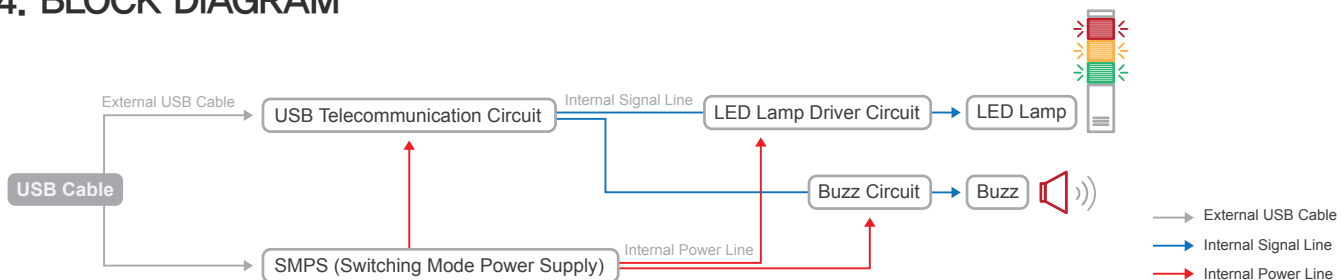 4. BLOCK DIAGRAM
External USB Cable
USB Telecommunication Circuit
Internal Signal Line
LED Lamp Driver Circuit
LED Lamp
USB Cable
Buzz Circuit
Buzz
SMPS (Switching Mode Power Supply)
Internal Power Line
External USB Cable
Internal Signal Line
Internal Power Line